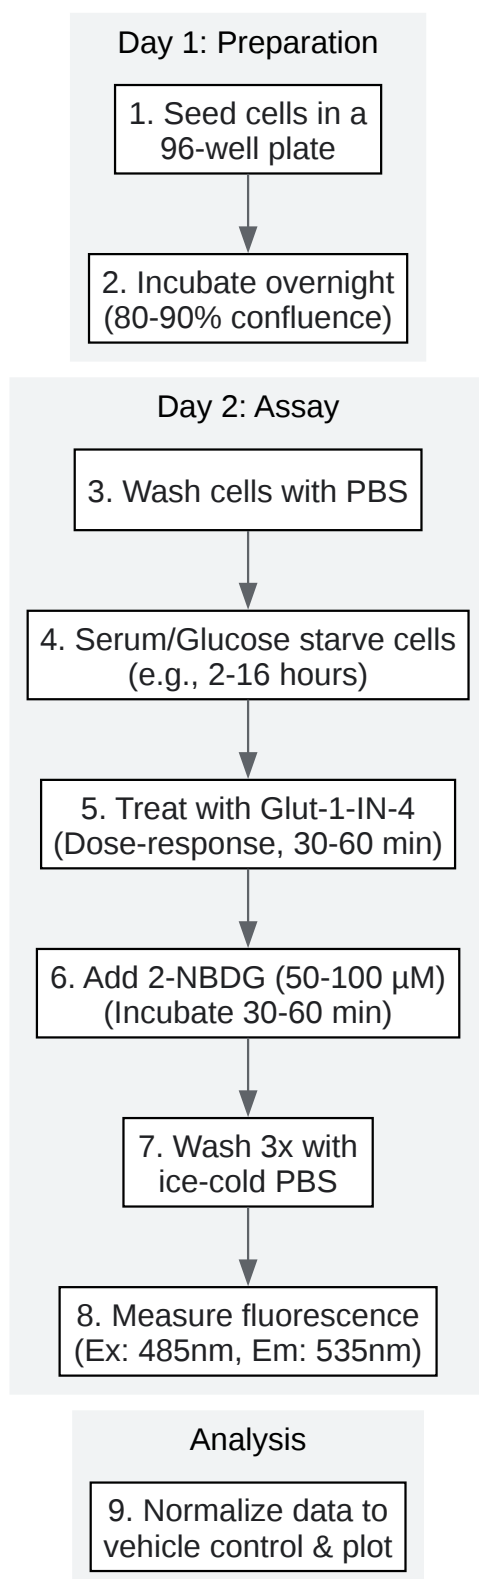 Day 1: Preparation
1. Seed cells in a
96-well plate
2. Incubate overnight
(80-90% confluence)
Day 2: Assay
3. Wash cells with PBS
4. Serum/Glucose starve cells
(e.g., 2-16 hours)
5. Treat with Glut-1-IN-4
(Dose-response, 30-60 min)
6. Add 2-NBDG (50-100 µM)
(Incubate 30-60 min)
7. Wash 3x with
ice-cold PBS
8. Measure fluorescence
(Ex: 485nm, Em: 535nm)
Analysis
9. Normalize data to
vehicle control & plot